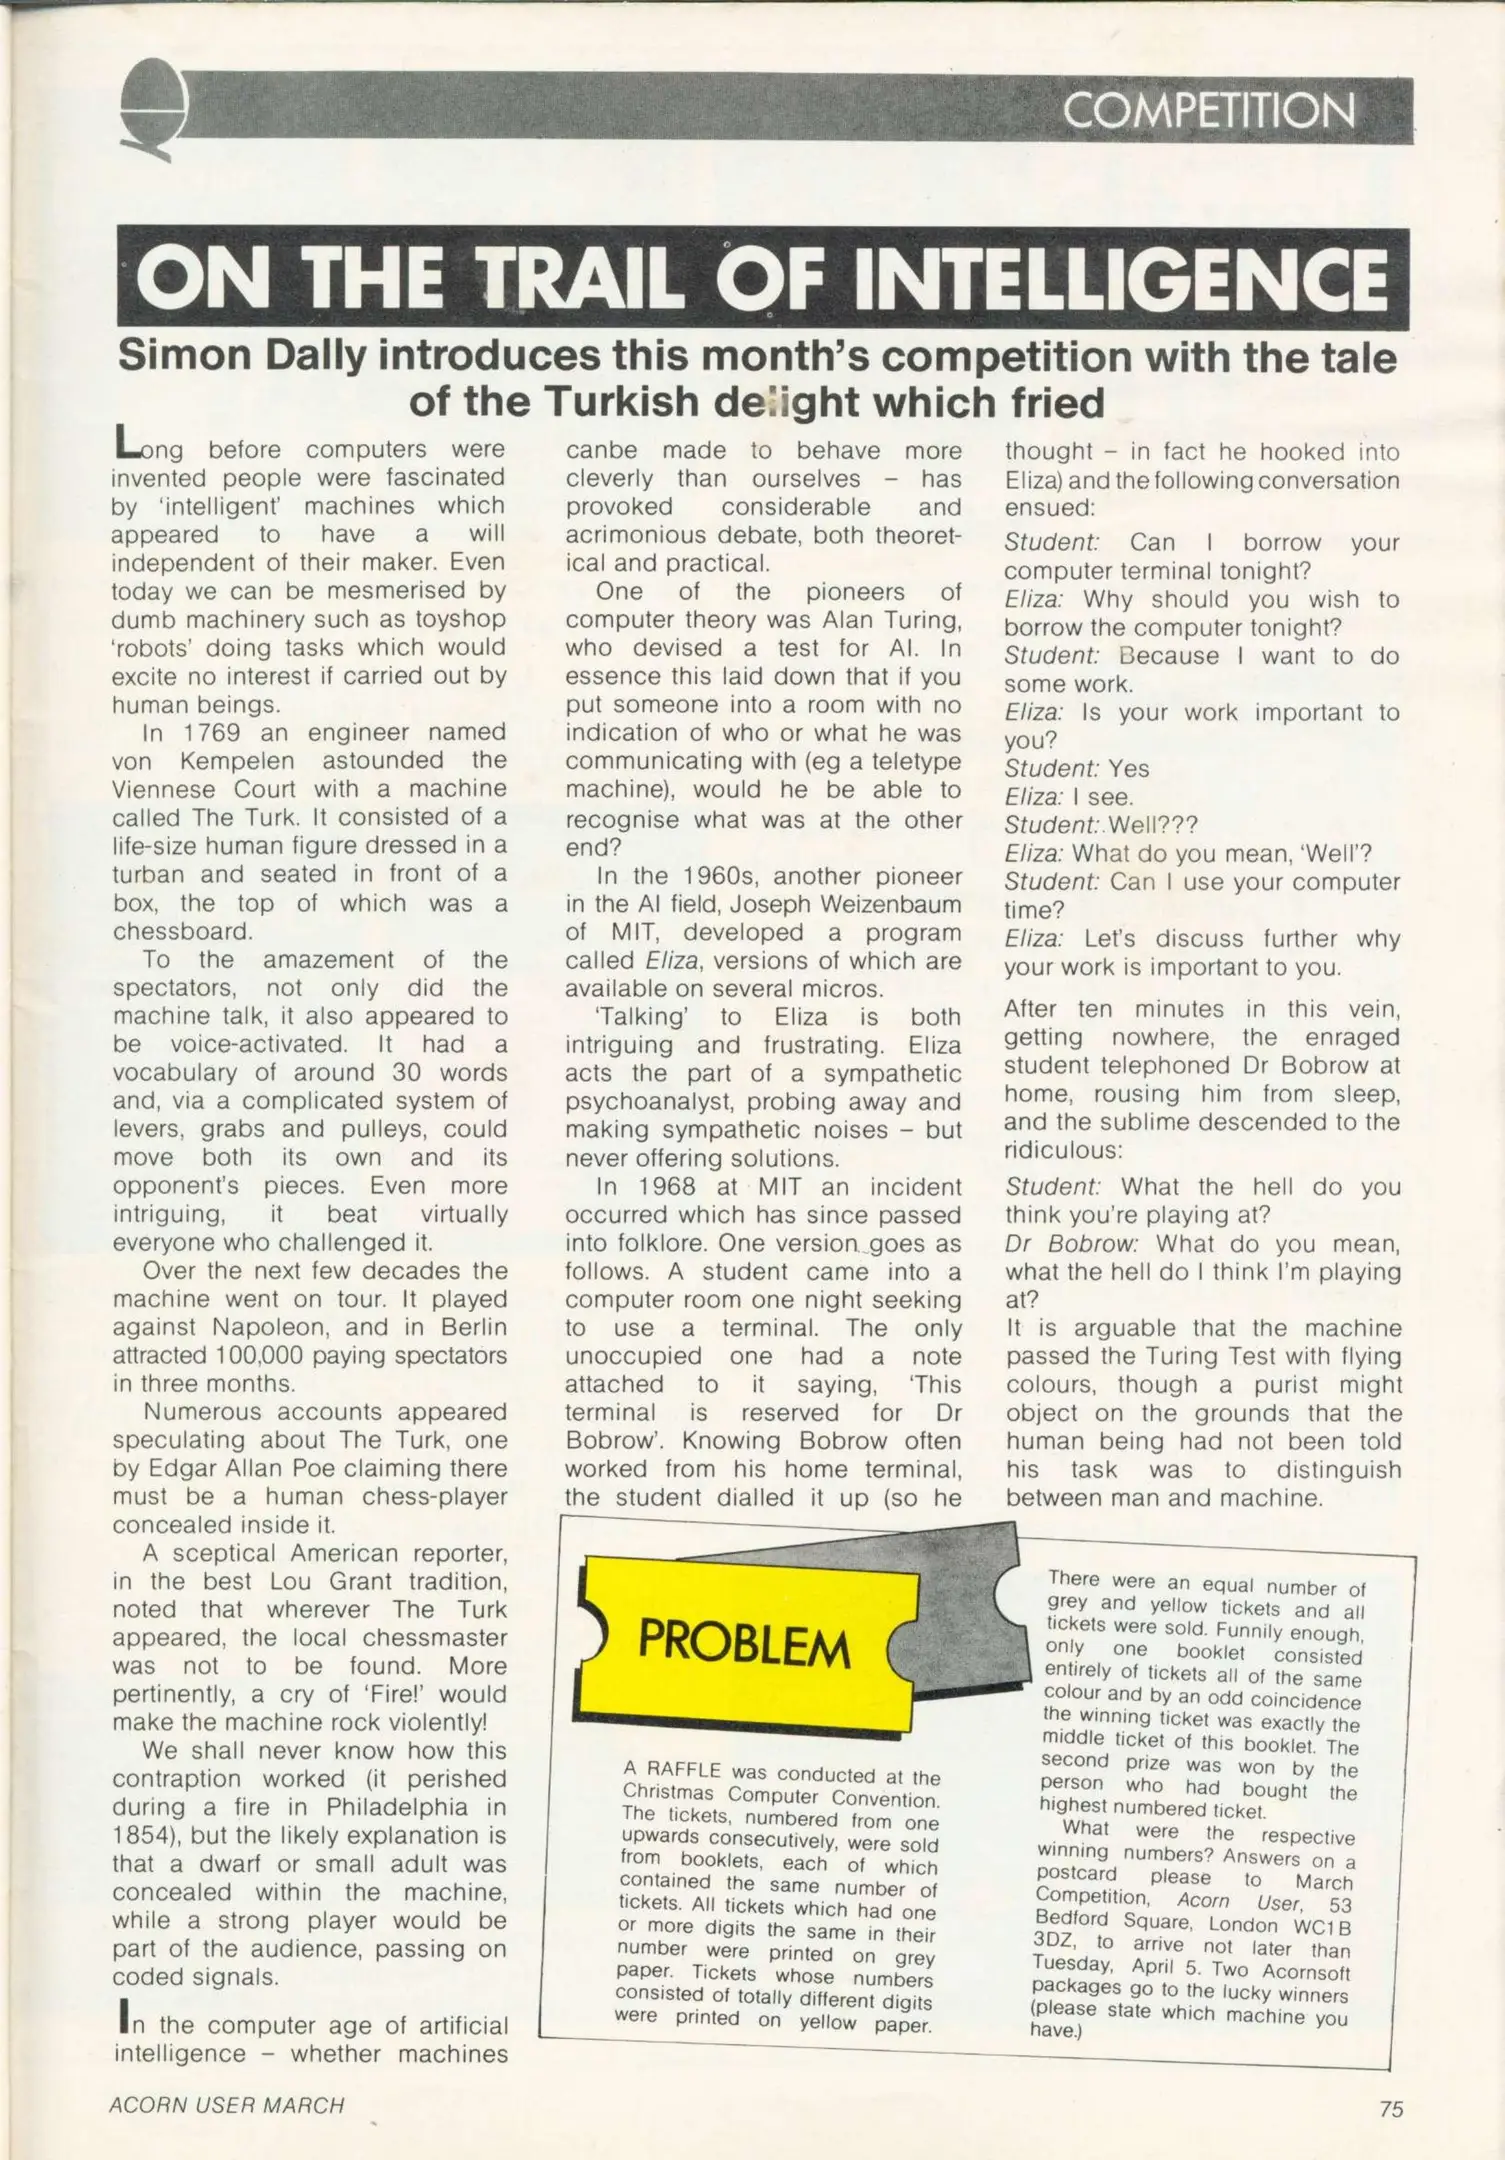 COMPETITION
ON THE TRAIL OF INTELLIGENCE
Simon Dally introduces this month's competition with the tale
of the Turkish delight which fried
Long before computers were
invented people were fascinated
by 'intelligent' machines which
appeared to have a will
independent of their maker. Even
today we can be mesmerised by
dumb machinery such as toyshop
'robots' doing tasks which would
excite no interest if carried out by
human beings.
In 1769 an engineer named
von Kempelen astounded the
Viennese Court with a machine
called The Turk. It consisted of a
life-size human figure dressed in a
turban and seated in front of a
box, the top of which was a
chessboard.
To the amazement of the
spectators, not only did the
machine talk, it also appeared to
be voice-activated. It had a
vocabulary of around 30 words
and, via a complicated system of
levers, grabs and pulleys, could
move both its own and its
opponent's pieces. Even more
intriguing, it beat virtually
everyone who challenged it.
Over the next few decades the
machine went on tour. It played
against Napoleon, and in Berlin
attracted 100,000 paying spectators
in three months.
Numerous accounts appeared
speculating about The Turk, one
by Edgar Allan Poe claiming there
must be a human chess-player
concealed inside it.
A sceptical American reporter,
in the best Lou Grant tradition,
noted that wherever The Turk
appeared, the local chessmaster
was not to be found. More
pertinently, a cry of 'Fire!' would
make the machine rock violently!
We shall never know how this
contraption worked (it perished
during a fire in Philadelphia in
1854), but the likely explanation is
that a dwarf or small adult was
concealed within the machine,
while a strong player would be
part of the audience, passing on
coded signals.
In the computer age of artificial
intelligence – whether machines
canbe made to behave more
cleverly than ourselves – has
provoked considerable and
acrimonious debate, both theoret-
ical and practical.
One of the pioneers of
computer theory was Alan Turing,
who devised a test for AI. In
essence this laid down that if you
put someone into a room with no
indication of who or what he was
communicating with (eg a teletype
machine), would he be able to
recognise what was at the other
end?
In the 1960s, another pioneer
in the AI field, Joseph Weizenbaum
of MIT, developed a program
called Eliza, versions of which are
available on several micros.
'Talking' to Eliza is both
intriguing and frustrating. Eliza
acts the part of a sympathetic
psychoanalyst, probing away and
making sympathetic noises – but
never offering solutions.
In 1968 at MIT an incident
occurred which has since passed
into folklore. One version goes as
follows. A student came into a
computer room one night seeking
to use a terminal. The only
unoccupied one had a note
attached to it saying, 'This
terminal is reserved for Dr
Bobrow'. Knowing Bobrow often
worked from his home terminal,
the student dialled it up (so he
thought – in fact he hooked into
Eliza) and the following conversation
ensued:
Student: Can I borrow your
computer terminal tonight?
Eliza: Why should you wish to
borrow the computer tonight?
Student: Because I want to do
some work.
Eliza: Is your work important to
you?
Student: Yes
Eliza: I see.
Student: Well???
Eliza: What do you mean, 'Well'?
Student: Can I use your computer
time?
Eliza: Let's discuss further why
your work is important to you.
After ten minutes in this vein,
getting nowhere, the enraged
student telephoned Dr Bobrow at
home, rousing him from sleep,
and the sublime descended to the
ridiculous:
Student: What the hell do you
think you're playing at?
Dr Bobrow: What do you mean,
what the hell do I think I'm playing
at?
It is arguable that the machine
passed the Turing Test with flying
colours, though a purist might
object on the grounds that the
human being had not been told
his task was to distinguish
between man and machine.
PROBLEM
A RAFFLE was conducted at the
Christmas Computer Convention.
The tickets, numbered from one
upwards consecutively, were sold
from booklets, each of which
contained the same number of
tickets. All tickets which had one
or more digits the same in their
number were printed on grey
paper. Tickets whose numbers
consisted of totally different digits
were printed on yellow paper.
There were an equal number of
grey and yellow tickets and all
tickets were sold. Funnily enough,
only one booklet consisted
entirely of tickets all of the same
colour and by an odd coincidence
the winning ticket was exactly the
middle ticket of this booklet. The
second prize was won by the
person who had bought the
highest numbered ticket.
What were the respective
winning numbers? Answers on a
postcard please to March
Competition, Acorn User, 53
Bedford Square, London WC1B
3DZ, to arrive not later than
Tuesday, April 5. Two Acornsoft
packages go to the lucky winners
(please state which machine you
have.)
ACORN USER MARCH
75